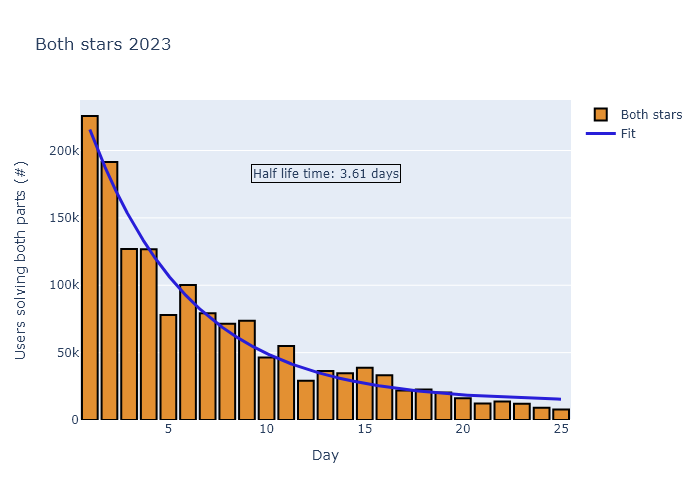 Both stars 2023
Both stars
Fit
200k
150k
100k
50k
0
Users solving both parts (#)
Half life time: 3.61 days
5
10
15
20
25
Day